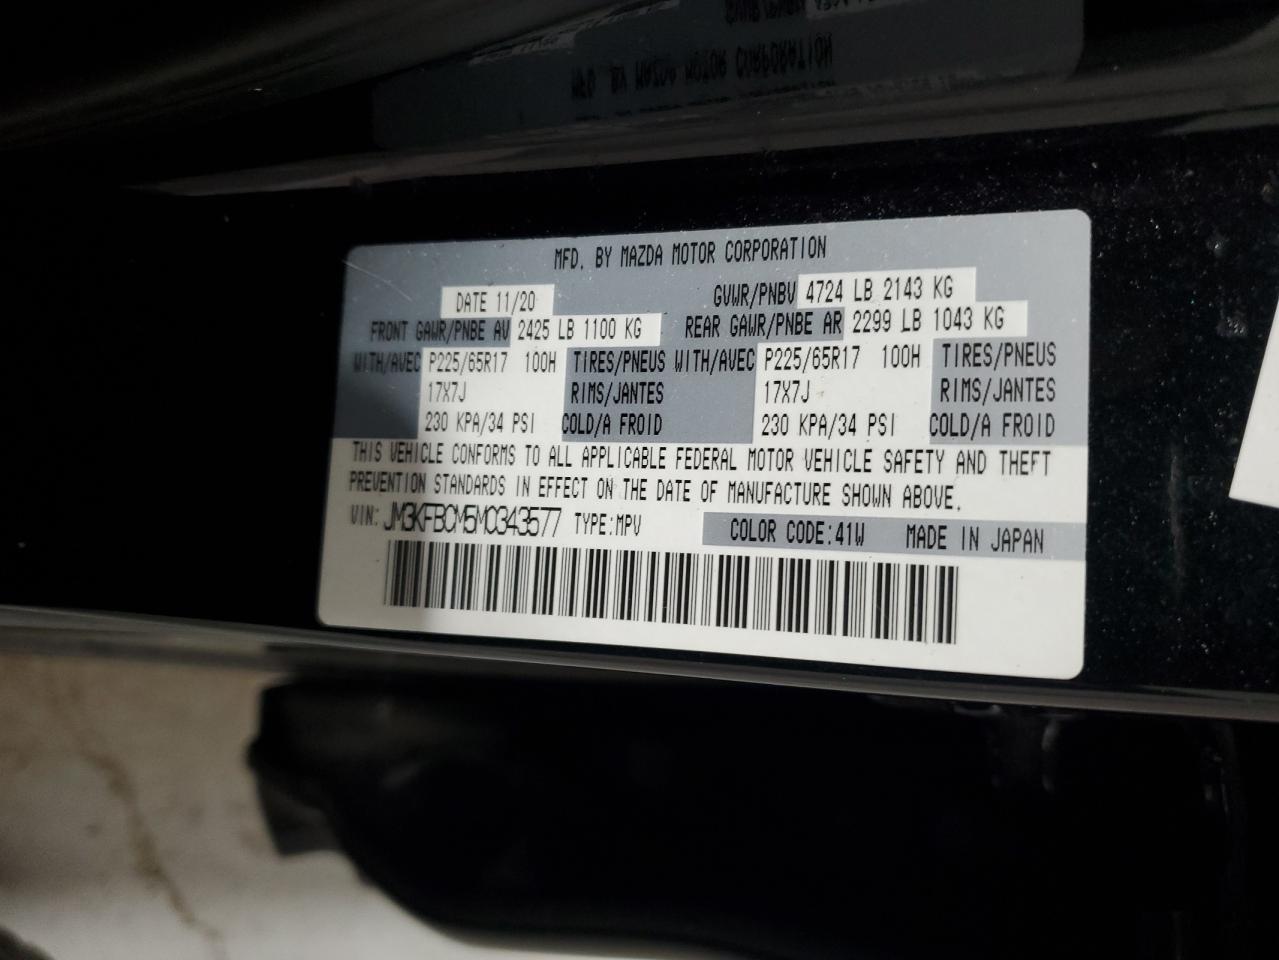 MFD. BY MAZDA MOTOR CORPORATION
DATE 11/20 GVWR/PNBV 4724 LB 2143 KG
FRONT GAWR/PNBE AV 2425 LB 1100 KG REAR GAWR/PNBE AR 2299 LB 1043 KG
WITH/AVEC P225/65R17 100H TIRES/PNEUS WITH/AVEC P225/65R17 100H TIRES/PNEUS
17X7J RIMS/JANTES 17X7J RIMS/JANTES
230 KPA/34 PSI COLD/A FROID 230 KPA/34 PSI COLD/A FROID
THIS VEHICLE CONFORMS TO ALL APPLICABLE FEDERAL MOTOR VEHICLE SAFETY AND THEFT
PREVENTION STANDARDS IN EFFECT ON THE DATE OF MANUFACTURE SHOWN ABOVE.
VIN: JM3KFBCM5M0343577 TYPE:MPV COLOR CODE:41W MADE IN JAPAN